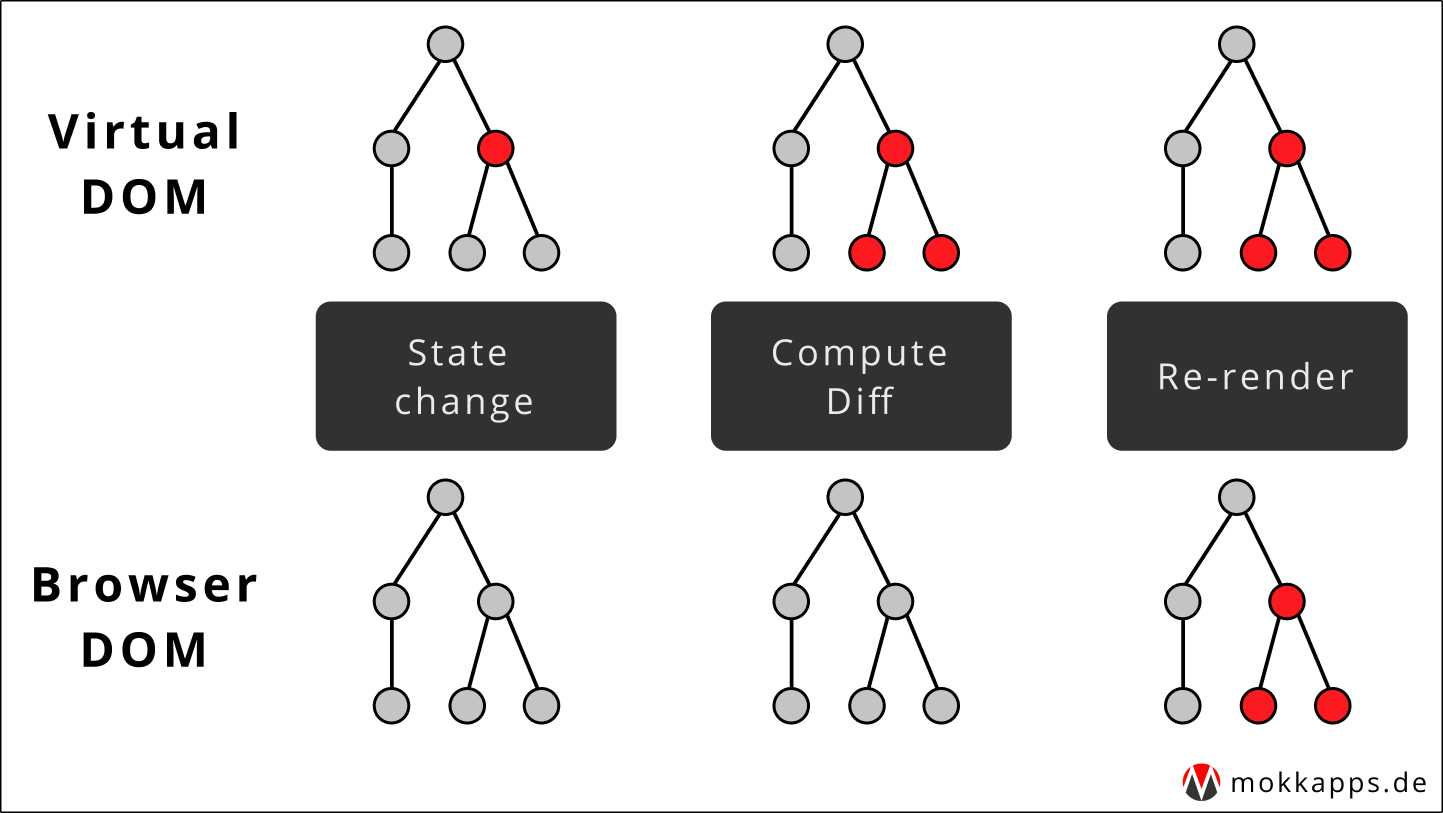 Virtual
DOM
State
change
Compute
Diff
Re-render
Browser
DOM
mokkapps.de